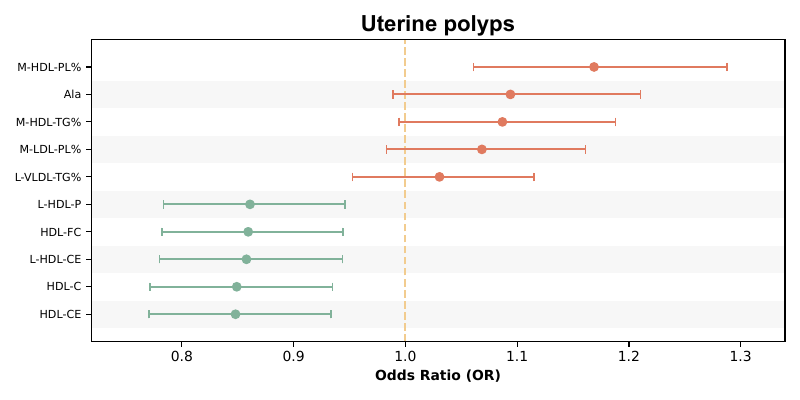 Uterine polyps
M-HDL-PL%
Ala
M-HDL-TG%
M-LDL-PL%
L-VLDL-TG%
L-HDL-P
HDL-FC
L-HDL-CE
HDL-C
HDL-CE
0.8 0.9 1.0 1.1 1.2 1.3
Odds Ratio (OR)